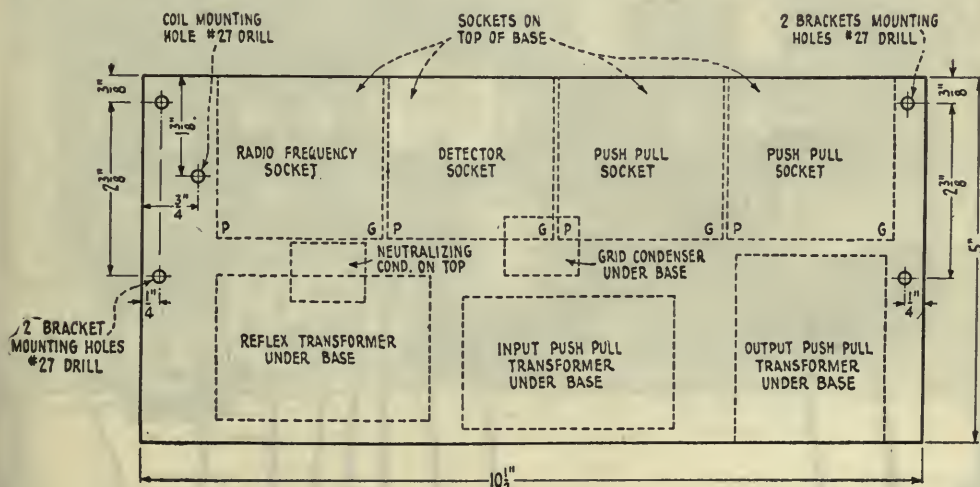 COIL MOUNTING
HOLE #27 DRILL
SOCKETS ON
TOP OF BASE
2 BRACKETS MOUNTING
HOLES #27 DRILL
3/8"
3/8"
1 3/8"
2 3/8"
2 3/8"
3/4"
RADIO FREQUENCY
SOCKET
DETECTOR
SOCKET
PUSH PULL
SOCKET
PUSH PULL
SOCKET
P G
P G
P G
P G
NEUTRALIZING
COND. ON TOP
GRID CONDENSER
UNDER BASE
5"
1/4"
1/4"
2 BRACKET
MOUNTING HOLES
#27 DRILL
REFLEX TRANSFORMER
UNDER BASE
INPUT PUSH PULL
TRANSFORMER
UNDER BASE
OUTPUT PUSH PULL
TRANSFORMER
UNDER BASE
10 1/2"